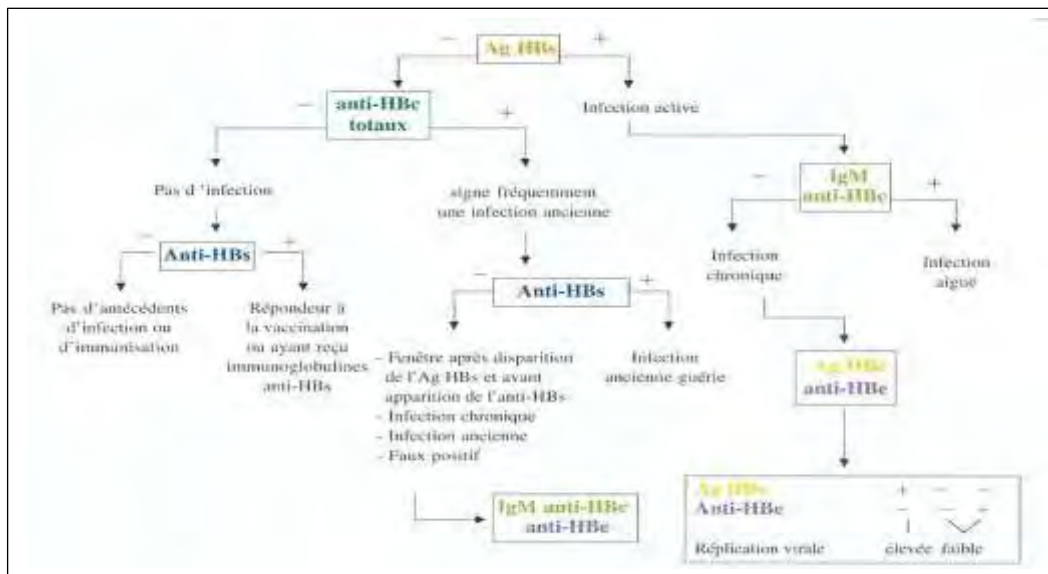 − Ag HBs +
− anti-HBc
totaux +
Infection active
Pas d'infection
signe fréquemment
une infection ancienne
− IgM
anti-HBc +
− Anti-HBs +
Infection
chronique
Infection
aiguë
Pas d'antécédents
d'infection ou
d'immunisation
Répondeur à
la vaccination
ou ayant reçu
immunoglobulines
anti-HBs
− Anti-HBs +
- Fenêtre après disparition
de l'Ag HBs et avant
apparition de l'anti-HBs
- Infection chronique
- Infection ancienne
- Faux positif
Infection
ancienne guérie
Ag HBe
anti-HBe
IgM anti-HBc
anti-HBe
Ag HBs + − −
Anti-HBe − − +
Réplication virale élevée faible